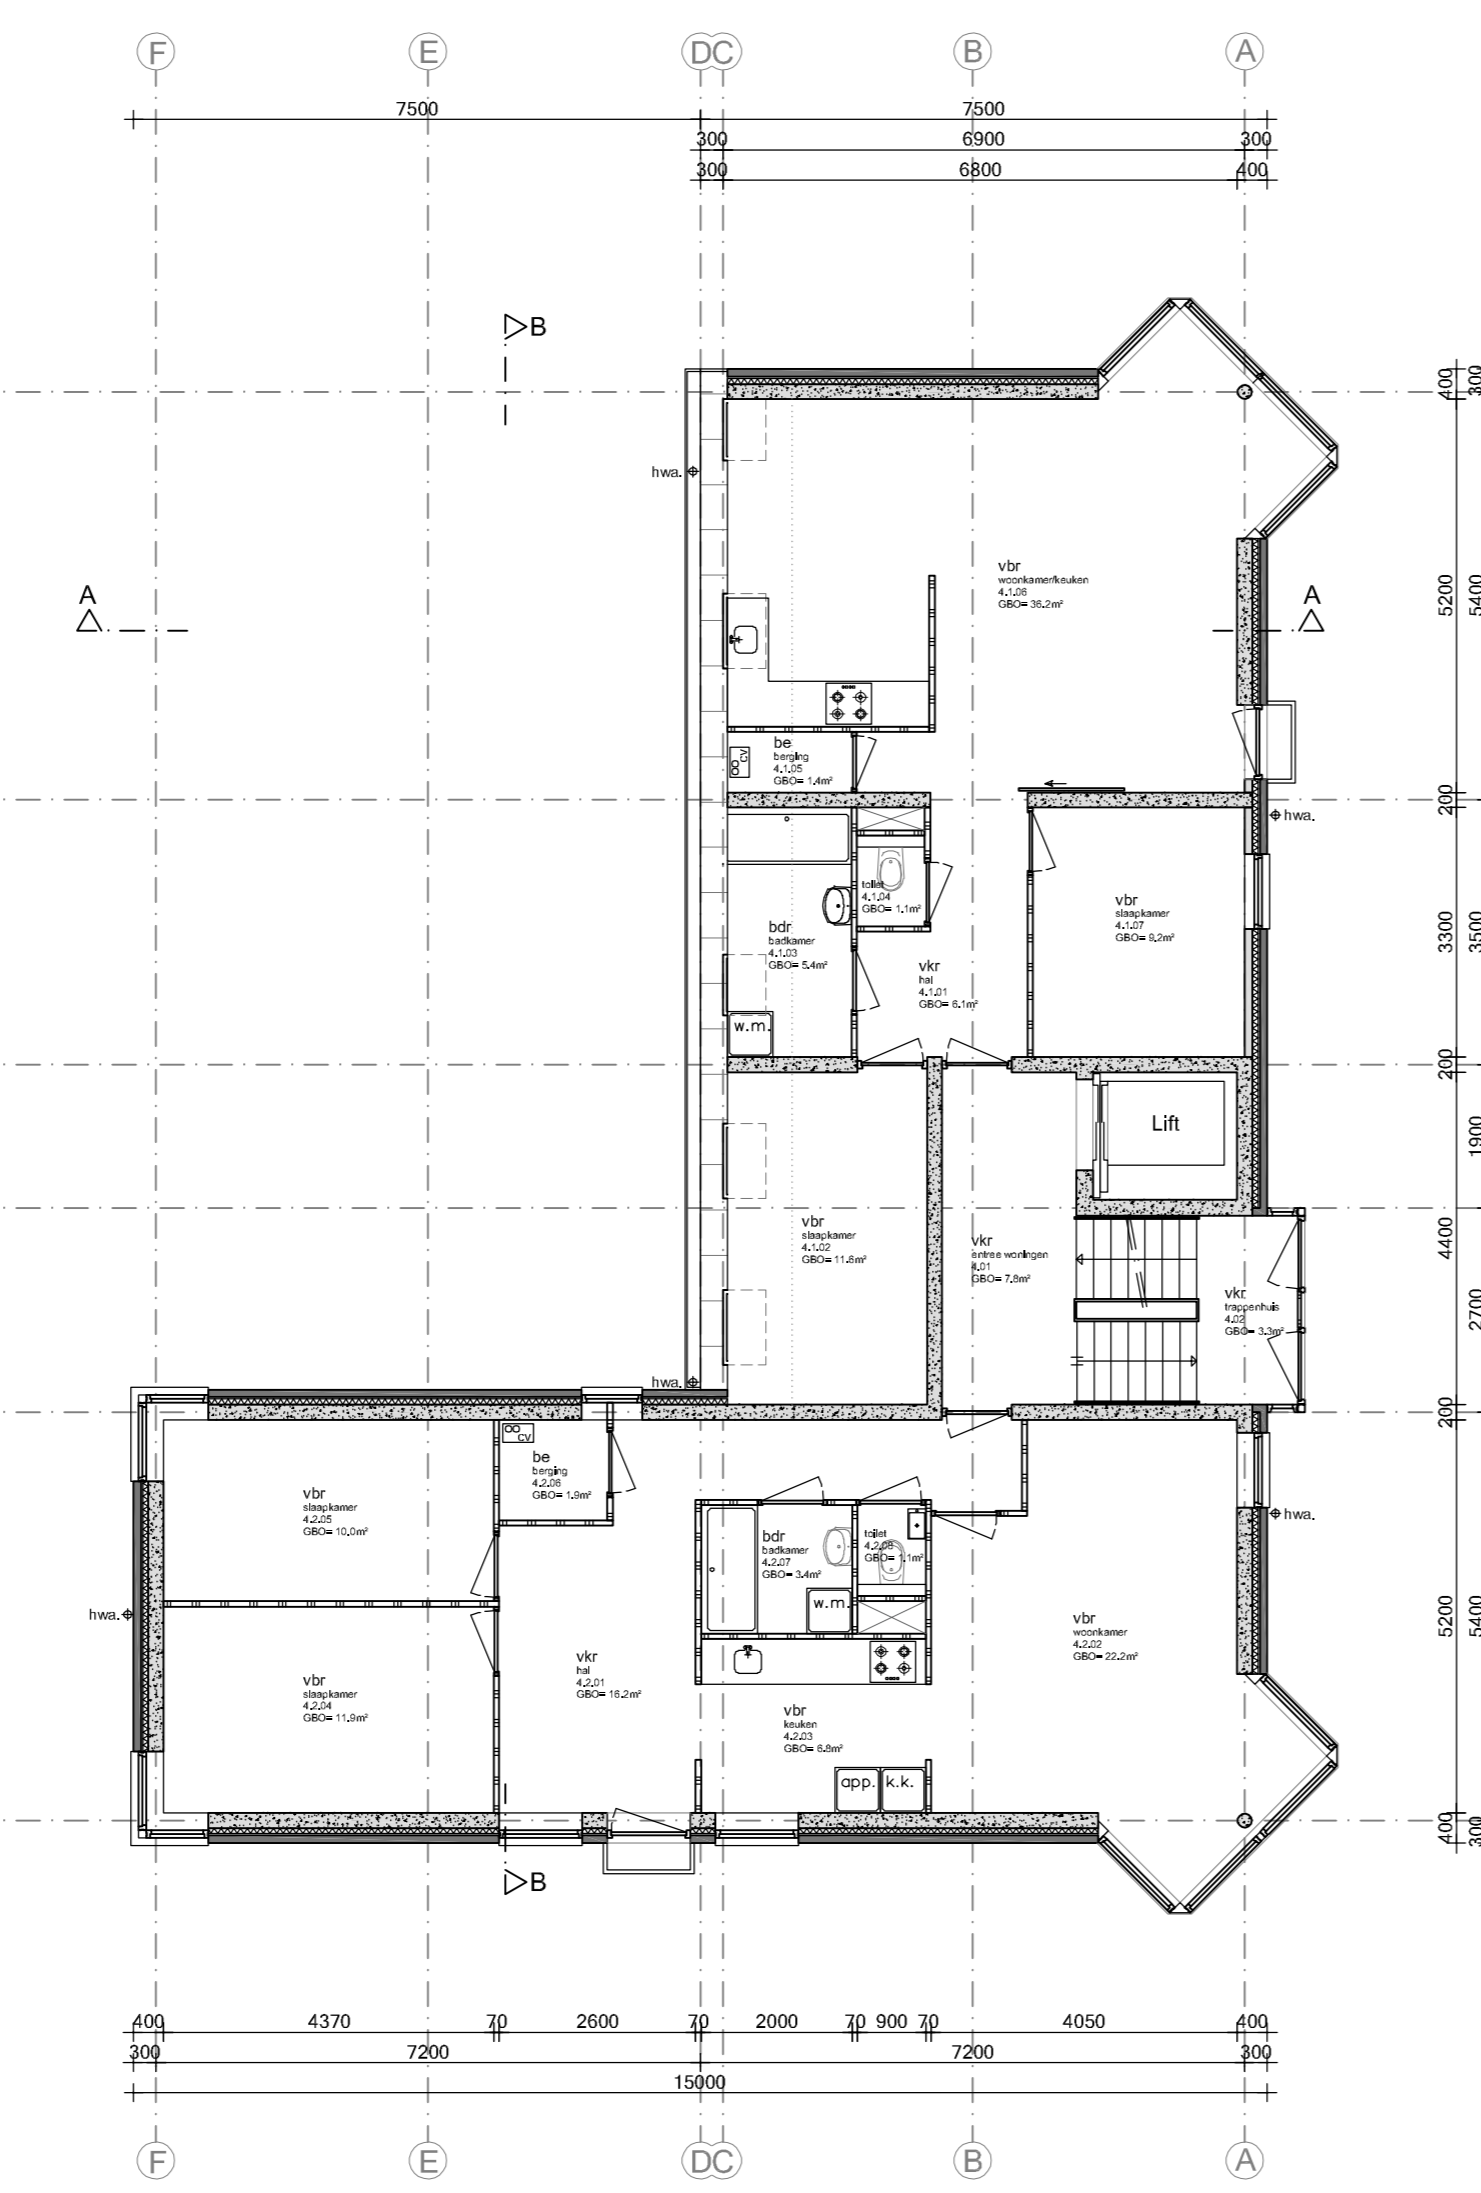 F E D C B A
7500 7500
300 6900 300
300 6800 400
B
400 300
hwa.
A
A
vbr
woonkamer/keuken
4.1.06
GBO= 36.2m²
5200 5400
be
berging
4.1.05
GBO= 1.4m²
CV
200
hwa.
toilet
4.1.04
GBO= 1.1m²
vbr
slaapkamer
4.1.07
GBO= 9.2m²
bdr
badkamer
4.1.03
GBO= 5.4m²
3300 3500
vkr
hal
4.1.01
GBO= 6.1m²
w.m.
200
Lift
1900
vbr
slaapkamer
4.1.02
GBO= 11.6m²
vkr
entree woningen
4.01
GBO= 7.8m²
4400
vkr
trappenhuis
4.02
GBO= 3.3m²
2700
hwa.
200
CV
be
berging
4.2.06
GBO= 1.9m²
vbr
slaapkamer
4.2.05
GBO= 10.0m²
bdr
badkamer
4.2.07
GBO= 3.4m²
toilet
4.2.08
GBO= 1.1m²
hwa.
w.m.
hwa.
vbr
woonkamer
4.2.02
GBO= 22.2m²
5200 5400
vkr
hal
4.2.01
GBO= 16.2m²
vbr
slaapkamer
4.2.04
GBO= 11.9m²
vbr
keuken
4.2.03
GBO= 6.8m²
app. k.k.
400 300
B
400 4370 70 2600 70 2000 70 900 70 4050 400
300 7200 7200 300
15000
F E D C B A